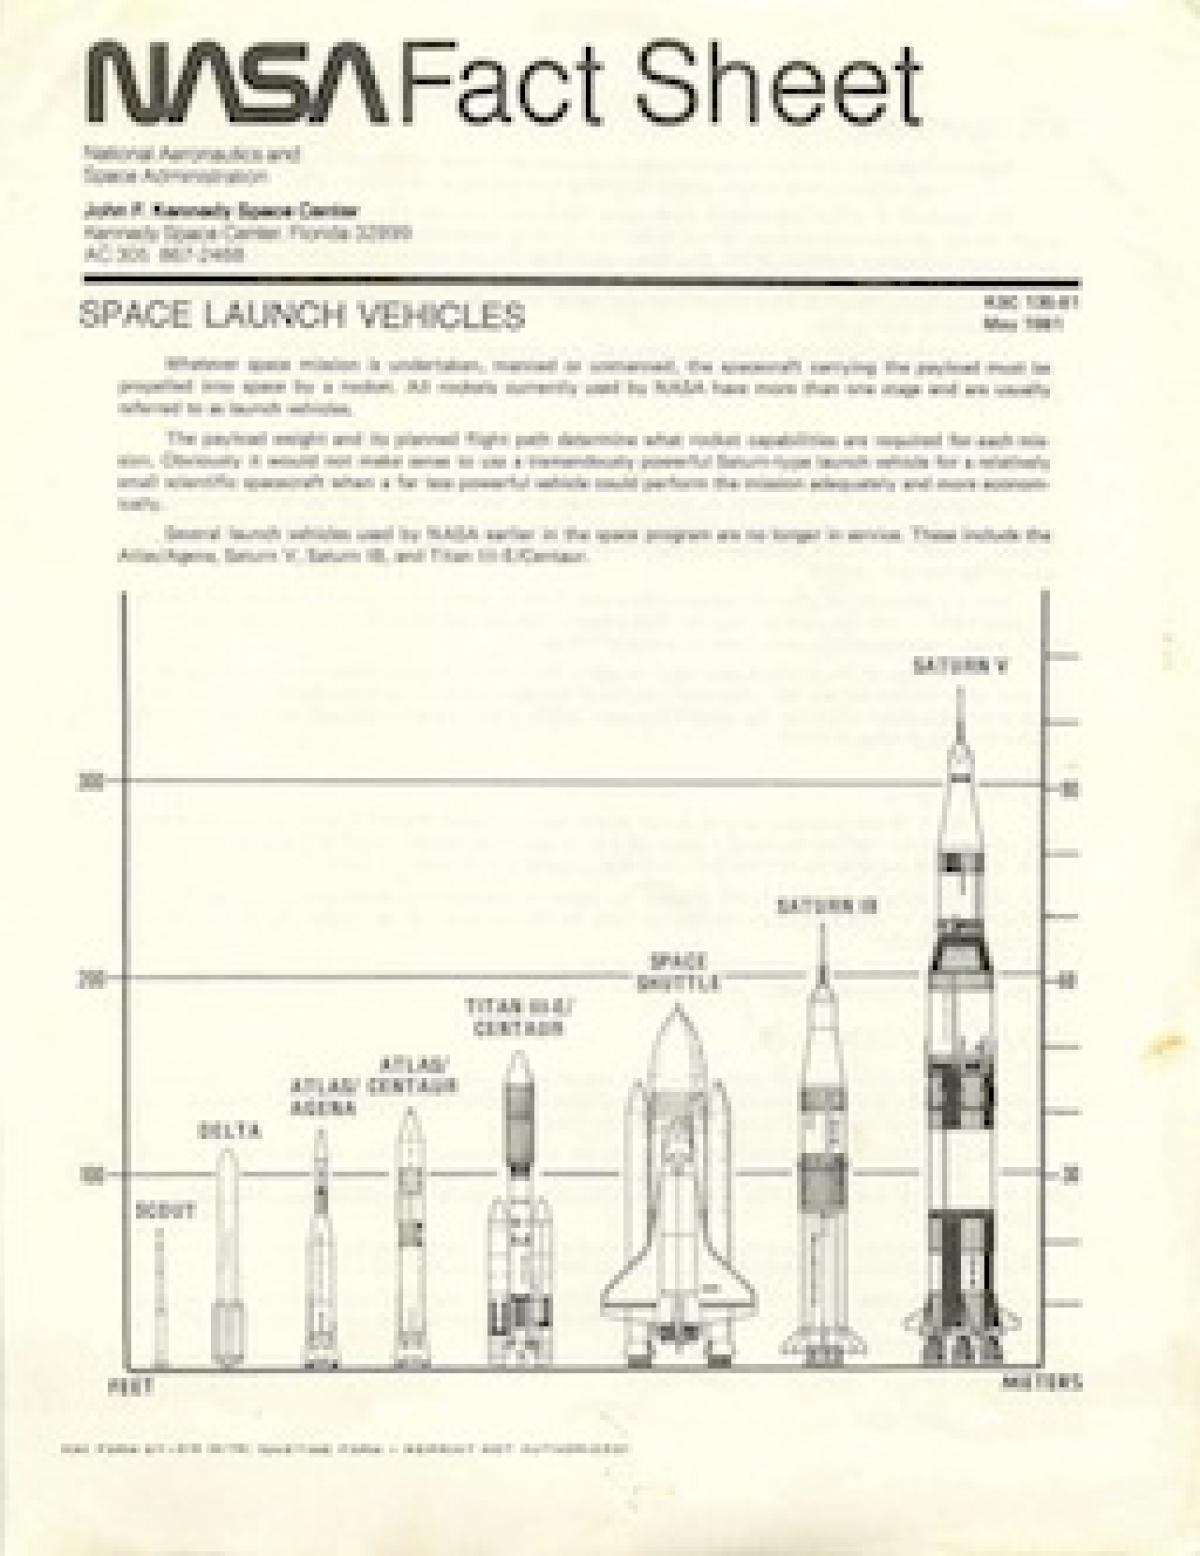 NASA Fact Sheet
National Aeronautics and
Space Administration
John F. Kennedy Space Center
Kennedy Space Center, Florida 32899
AC 305 867-2468
SPACE LAUNCH VEHICLES
May 1981
Whatever space mission is undertaken, manned or unmanned, the spacecraft carrying the payload must be
propelled into space by a rocket. All rockets currently used by NASA have more than one stage and are usually
referred to as launch vehicles.
The payload weight and its planned flight path determine what rocket capabilities are required for each mis-
sion. Obviously it would not make sense to use a tremendously powerful Saturn-type launch vehicle for a relatively
small scientific spacecraft when a far less powerful vehicle could perform the mission adequately and more econom-
ically.
Several launch vehicles used by NASA earlier in the space program are no longer in service. These include the
Atlas/Agena, Saturn V, Saturn IB, and Titan III-E/Centaur.
SATURN V
300
90
SATURN IB
SPACE
SHUTTLE
200
60
TITAN III-E/
CENTAUR
ATLAS/
CENTAUR
ATLAS/
AGENA
DELTA
100
30
SCOUT
FEET
METERS